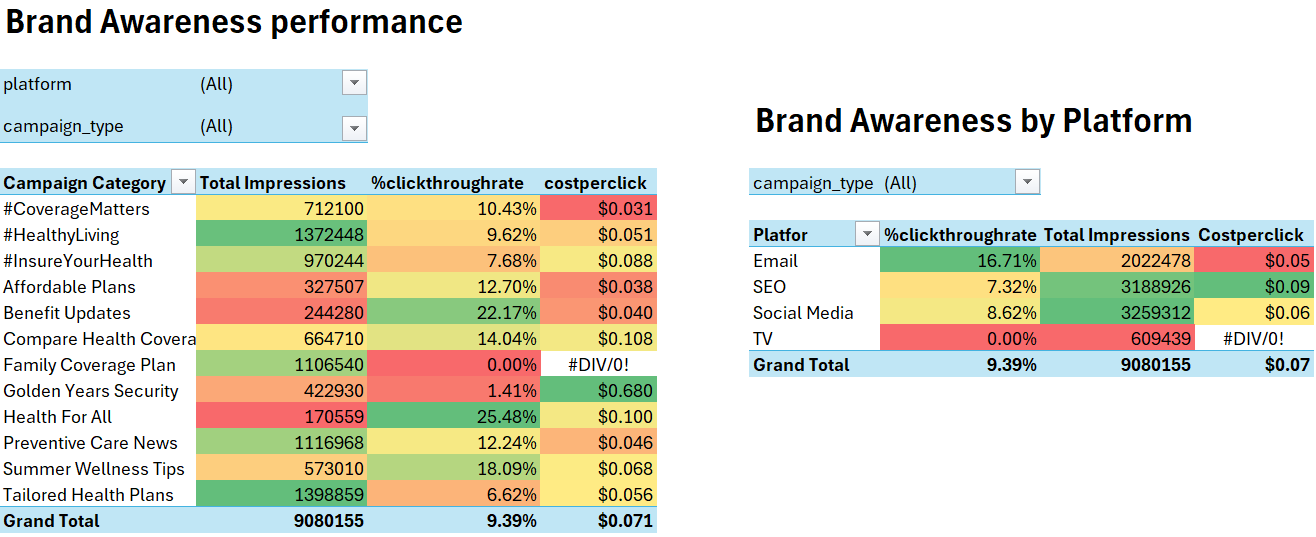 Brand Awareness performance
platform (All)
campaign_type (All)
Campaign Category Total Impressions %clickthroughrate costperclick
#CoverageMatters 712100 10.43% $0.031
#HealthyLiving 1372448 9.62% $0.051
#InsureYourHealth 970244 7.68% $0.088
Affordable Plans 327507 12.70% $0.038
Benefit Updates 244280 22.17% $0.040
Compare Health Covera 664710 14.04% $0.108
Family Coverage Plan 1106540 0.00% #DIV/0!
Golden Years Security 422930 1.41% $0.680
Health For All 170559 25.48% $0.100
Preventive Care News 1116968 12.24% $0.046
Summer Wellness Tips 573010 18.09% $0.068
Tailored Health Plans 1398859 6.62% $0.056
Grand Total 9080155 9.39% $0.071
Brand Awareness by Platform
campaign_type (All)
Platfor %clickthroughrate Total Impressions Costperclick
Email 16.71% 2022478 $0.05
SEO 7.32% 3188926 $0.09
Social Media 8.62% 3259312 $0.06
TV 0.00% 609439 #DIV/0!
Grand Total 9.39% 9080155 $0.07